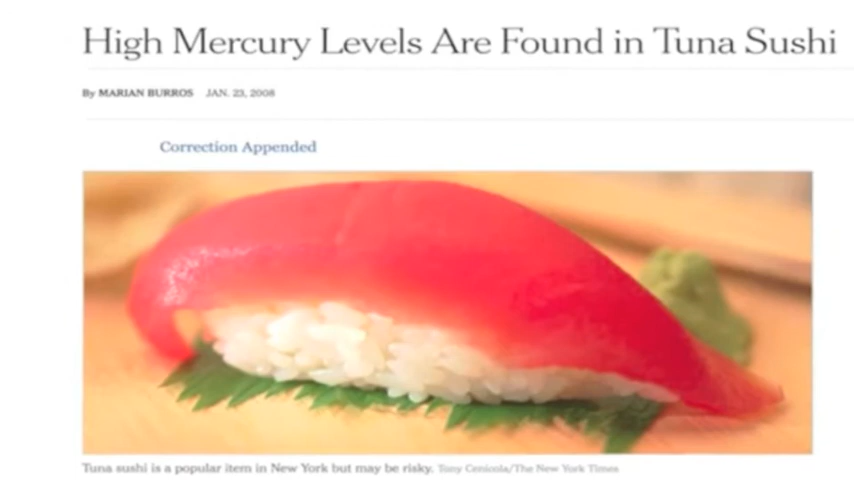 High Mercury Levels Are Found in Tuna Sushi
By MARIAN BURROS JAN. 23, 2008
Correction Appended
Tuna sushi is a popular item in New York but may be risky. Tony Cenicola/The New York Times